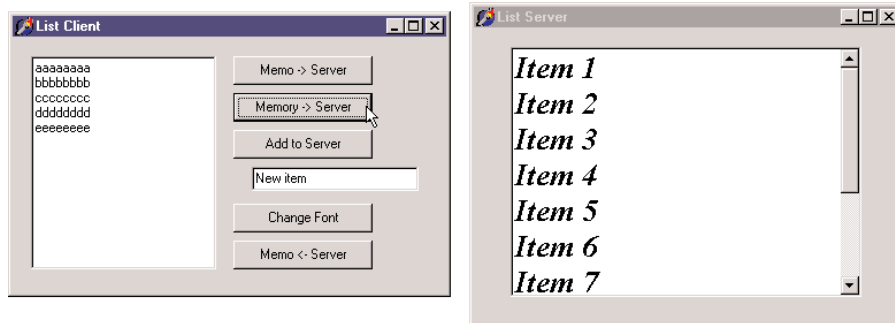 List Client
aaaaaaaa
bbbbbbbb
cccccccc
dddddddd
eeeeeeee
Memo -> Server
Memory -> Server
Add to Server
New item
Change Font
Memo <- Server
List Server
Item 1
Item 2
Item 3
Item 4
Item 5
Item 6
Item 7